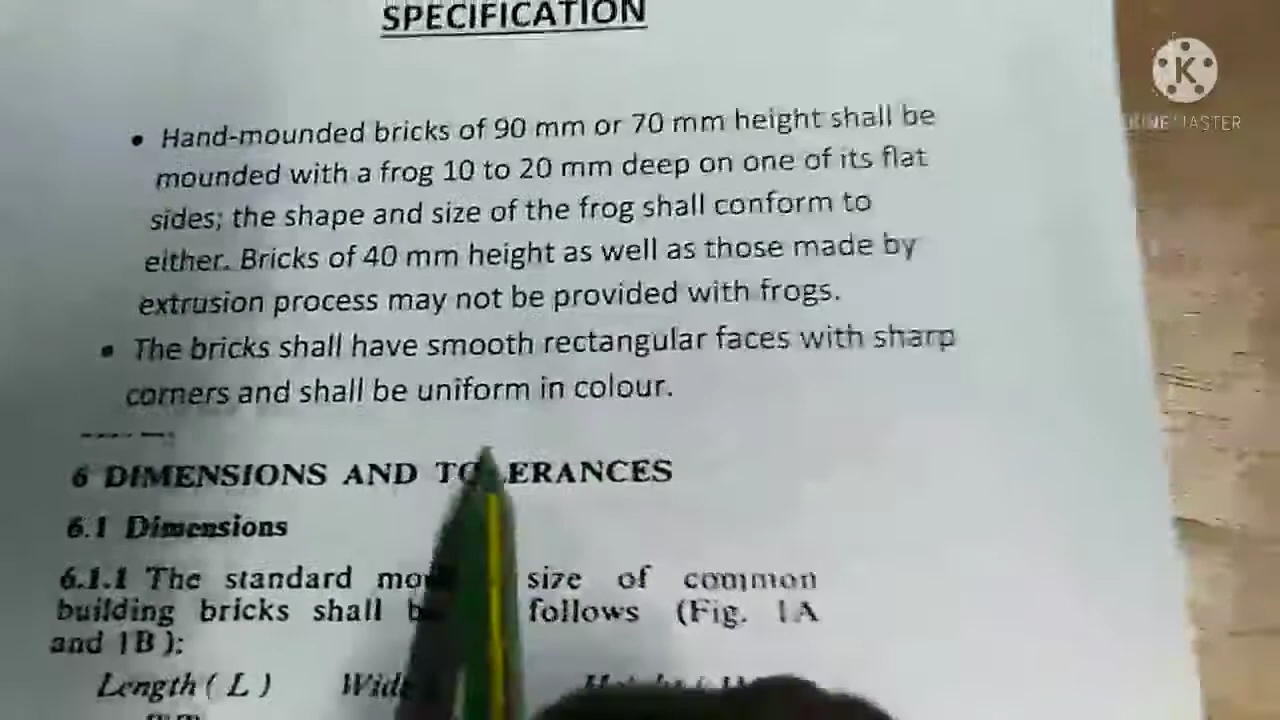 SPECIFICATION
K
KINEMASTER
• Hand-mounded bricks of 90 mm or 70 mm height shall be
mounded with a frog 10 to 20 mm deep on one of its flat
sides; the shape and size of the frog shall conform to
either. Bricks of 40 mm height as well as those made by
extrusion process may not be provided with frogs.
• The bricks shall have smooth rectangular faces with sharp
corners and shall be uniform in colour.
6 DIMENSIONS AND TOLERANCES
6.1 Dimensions
6.1.1 The standard size of common
building bricks shall follows (Fig. 1A
and 1B):
Length ( L )
mm